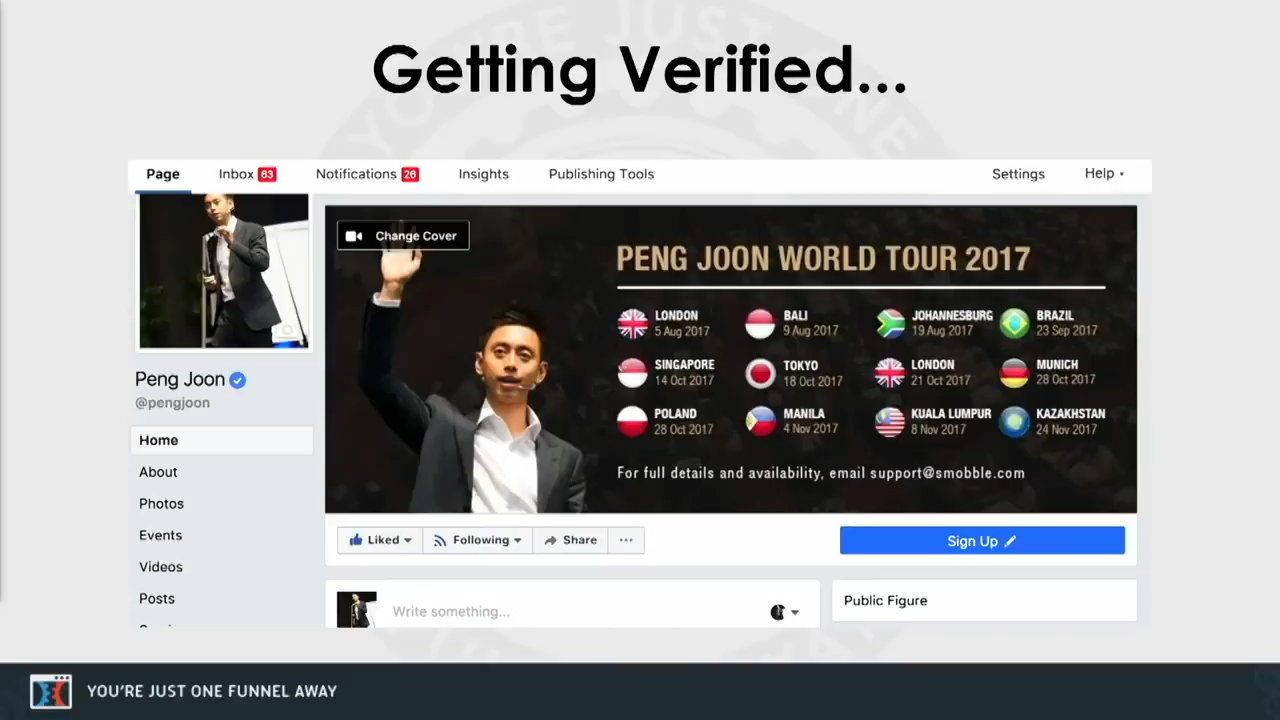 Getting Verified...
Page Inbox 63 Notifications 26 Insights Publishing Tools Settings Help
Change Cover
PENG JOON WORLD TOUR 2017
LONDON BALI JOHANNESBURG BRAZIL
5 Aug 2017 9 Aug 2017 19 Aug 2017 23 Sep 2017
SINGAPORE TOKYO LONDON MUNICH
14 Oct 2017 18 Oct 2017 21 Oct 2017 28 Oct 2017
POLAND MANILA KUALA LUMPUR KAZAKHSTAN
28 Oct 2017 4 Nov 2017 8 Nov 2017 24 Nov 2017
For full details and availability, email support@smobble.com
Peng Joon
@pengjoon
Home
About
Photos
Events
Videos
Posts
Liked Following Share ...
Sign Up
Write something...
Public Figure
YOU'RE JUST ONE FUNNEL AWAY